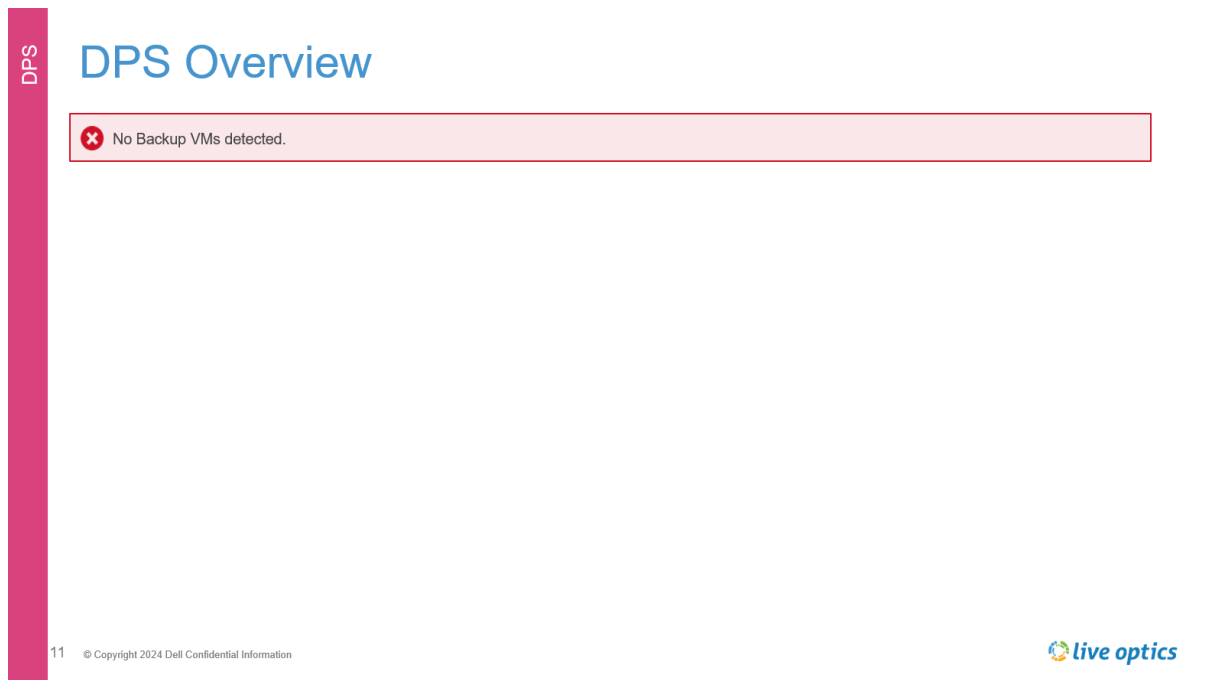 DPS
DPS Overview
No Backup VMs detected.
11 © Copyright 2024 Dell Confidential Information
live optics